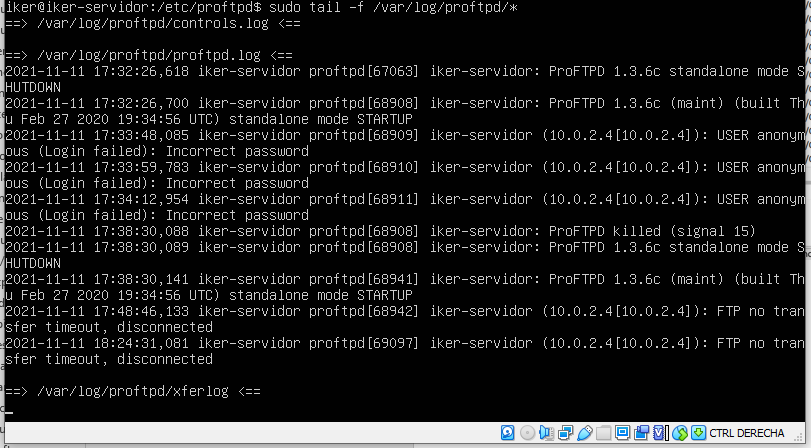 iker@iker-servidor:/etc/proftpd$ sudo tail -f /var/log/proftpd/*
==> /var/log/proftpd/controls.log <==
==> /var/log/proftpd/proftpd.log <==
2021-11-11 17:32:26,618 iker-servidor proftpd[67063] iker-servidor: ProFTPD 1.3.6c standalone mode S
HUTDOWN
2021-11-11 17:32:26,700 iker-servidor proftpd[68908] iker-servidor: ProFTPD 1.3.6c (maint) (built Th
u Feb 27 2020 19:34:56 UTC) standalone mode STARTUP
2021-11-11 17:33:48,085 iker-servidor proftpd[68909] iker-servidor (10.0.2.4[10.0.2.4]): USER anonym
ous (Login failed): Incorrect password
2021-11-11 17:33:59,783 iker-servidor proftpd[68910] iker-servidor (10.0.2.4[10.0.2.4]): USER anonym
ous (Login failed): Incorrect password
2021-11-11 17:34:12,954 iker-servidor proftpd[68911] iker-servidor (10.0.2.4[10.0.2.4]): USER anonym
ous (Login failed): Incorrect password
2021-11-11 17:38:30,088 iker-servidor proftpd[68908] iker-servidor: ProFTPD killed (signal 15)
2021-11-11 17:38:30,089 iker-servidor proftpd[68908] iker-servidor: ProFTPD 1.3.6c standalone mode S
HUTDOWN
2021-11-11 17:38:30,141 iker-servidor proftpd[68941] iker-servidor: ProFTPD 1.3.6c (maint) (built Th
u Feb 27 2020 19:34:56 UTC) standalone mode STARTUP
2021-11-11 17:48:46,133 iker-servidor proftpd[68942] iker-servidor (10.0.2.4[10.0.2.4]): FTP no tran
sfer timeout, disconnected
2021-11-11 18:24:31,081 iker-servidor proftpd[69097] iker-servidor (10.0.2.4[10.0.2.4]): FTP no tran
sfer timeout, disconnected
==> /var/log/proftpd/xferlog <==
CTRL DERECHA